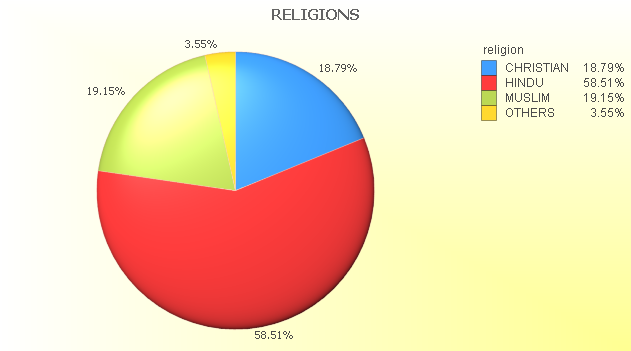 RELIGIONS
3.55%
18.79%
19.15%
58.51%
religion
CHRISTIAN 18.79%
HINDU 58.51%
MUSLIM 19.15%
OTHERS 3.55%